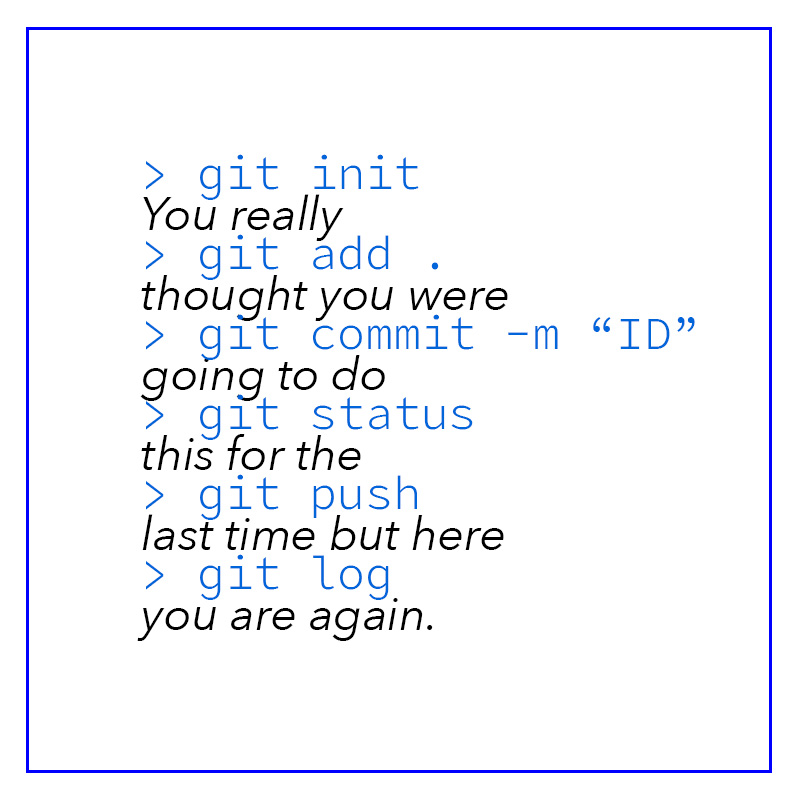 > git init
You really
> git add .
thought you were
> git commit -m “ID”
going to do
> git status
this for the
> git push
last time but here
> git log
you are again.